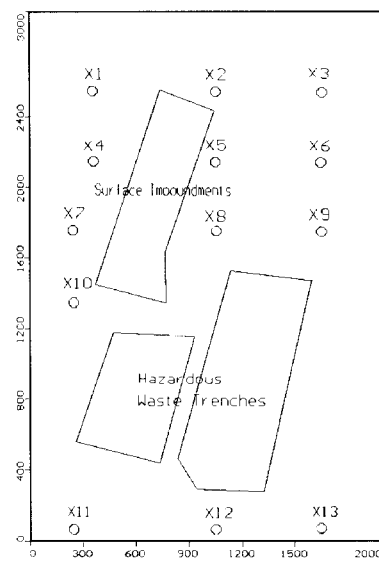 3000
X1 X2 X3
2400
X4 X5 X6
2000
Surface Impoundments
X7 X8 X9
1600
X10
1200
Hazardous
800
Waste Trenches
400
X11 X12 X13
0
0 300 600 900 1200 1600 2000